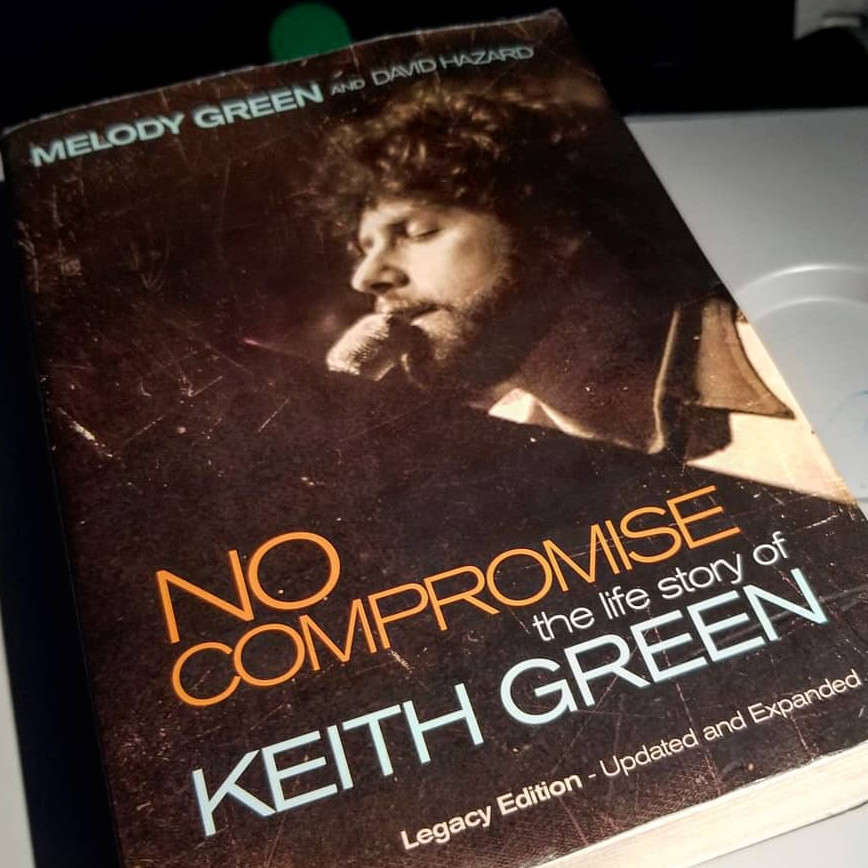 MELODY GREEN AND DAVID HAZARD
NO
COMPROMISE
the life story of
KEITH GREEN
Legacy Edition - Updated and Expanded